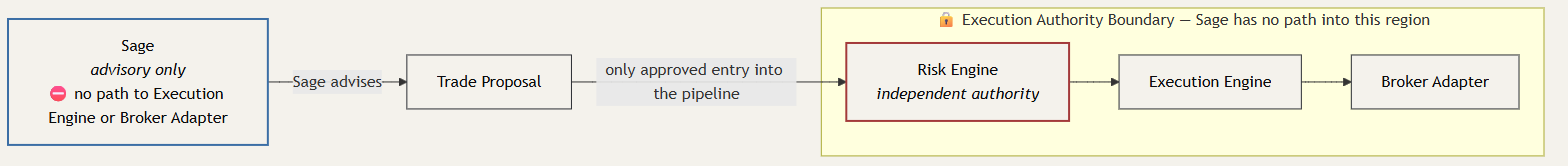 Sage
advisory only
⛔ no path to Execution
Engine or Broker Adapter
Sage advises
Trade Proposal
only approved entry into
the pipeline
🔒 Execution Authority Boundary — Sage has no path into this region
Risk Engine
independent authority
Execution Engine
Broker Adapter